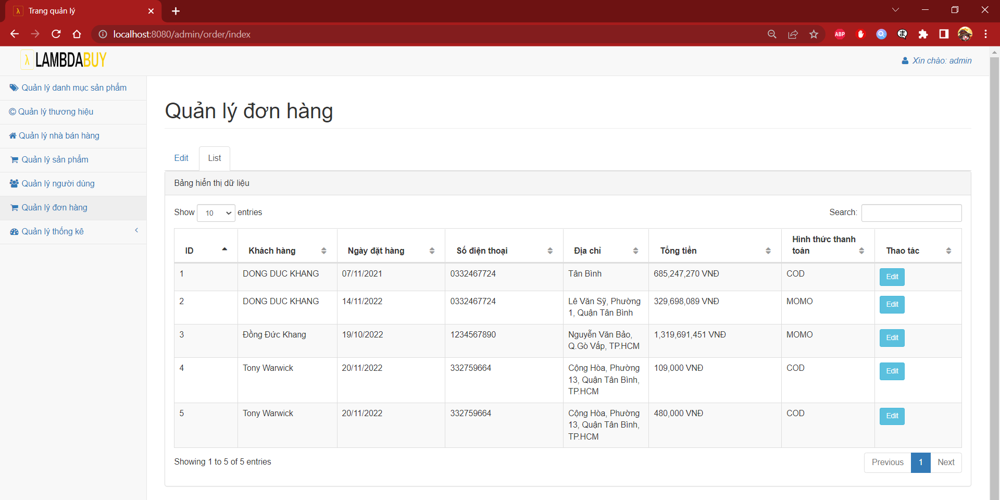 λ Trang quản lý
localhost:8080/admin/order/index
ABP
ま
λ LAMBDABUY
Xin chào: admin
Quản lý danh mục sản phẩm
Quản lý thương hiệu
Quản lý nhà bán hàng
Quản lý sản phẩm
Quản lý người dùng
Quản lý đơn hàng
Quản lý thống kê
Quản lý đơn hàng
Edit List
Bảng hiển thị dữ liệu
Show 10 entries
Search:
ID Khách hàng Ngày đặt hàng Số điện thoại Địa chỉ Tổng tiền Hình thức thanh toán Thao tác
1 DONG DUC KHANG 07/11/2021 0332467724 Tân Bình 685,247,270 VNĐ COD Edit
2 DONG DUC KHANG 14/11/2022 0332467724 Lê Văn Sỹ, Phường 329,698,089 VNĐ MOMO Edit
1, Quận Tân Bình
3 Đồng Đức Khang 19/10/2022 1234567890 Nguyễn Văn Bảo, 1,319,691,451 VNĐ MOMO Edit
Q.Gò Vấp, TP.HCM
4 Tony Warwick 20/11/2022 332759664 Cộng Hòa, Phường 109,000 VNĐ COD Edit
13, Quận Tân Bình,
TP.HCM
5 Tony Warwick 20/11/2022 332759664 Cộng Hòa, Phường 480,000 VNĐ COD Edit
13, Quận Tân Bình,
TP.HCM
Showing 1 to 5 of 5 entries
Previous 1 Next